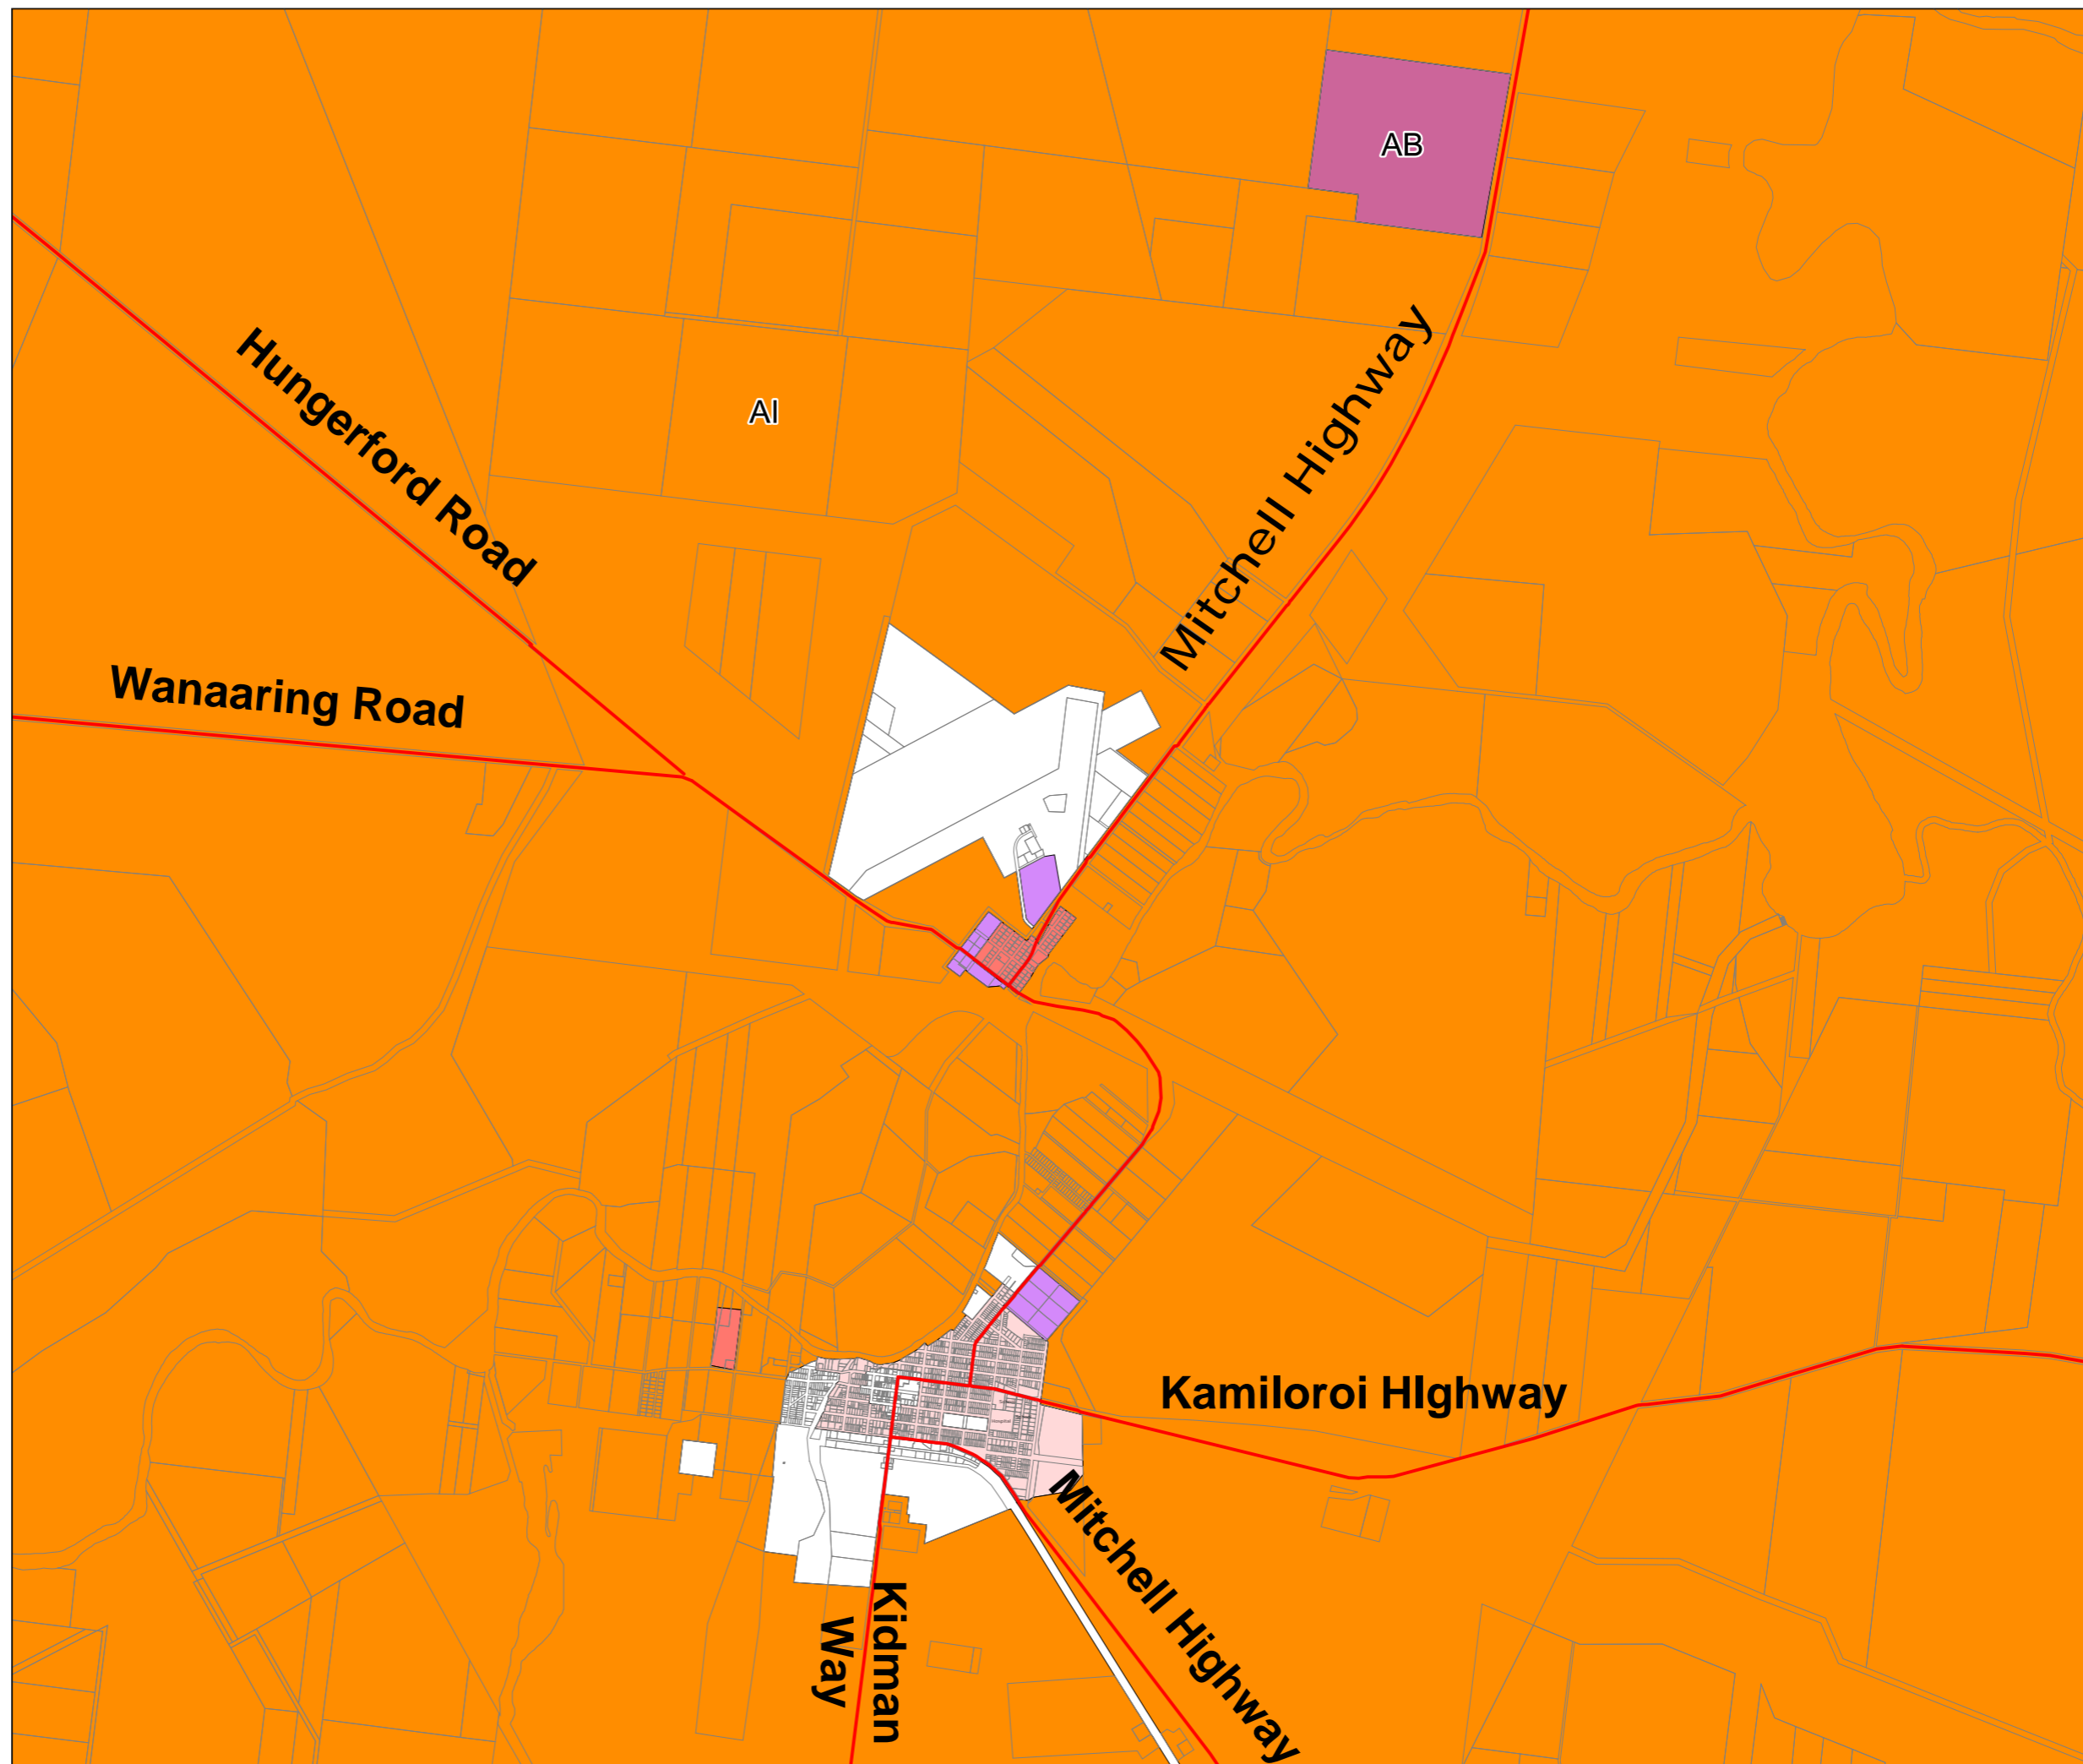 AB
Hungerford Road
AI
Mitchell Highway
Wanaaring Road
Kamiloroi HIghway
Mitchell Highway
Kidman
Way